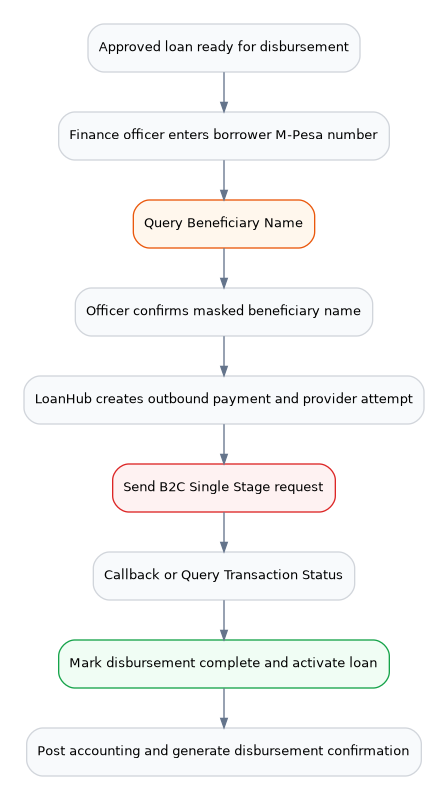 Approved loan ready for disbursement
Finance officer enters borrower M-Pesa number
Query Beneficiary Name
Officer confirms masked beneficiary name
LoanHub creates outbound payment and provider attempt
Send B2C Single Stage request
Callback or Query Transaction Status
Mark disbursement complete and activate loan
Post accounting and generate disbursement confirmation